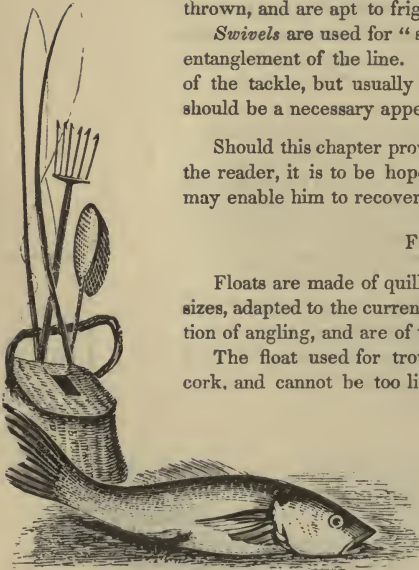 thrown, and are apt to frig
Swivels are used for " s
entanglement of the line.
of the tackle, but usually
should be a necessary appe
Should this chapter prov
the reader, it is to be hop
may enable him to recover
F
Floats are made of quil
sizes, adapted to the current
tion of angling, and are of
The float used for trou
cork, and cannot be too li